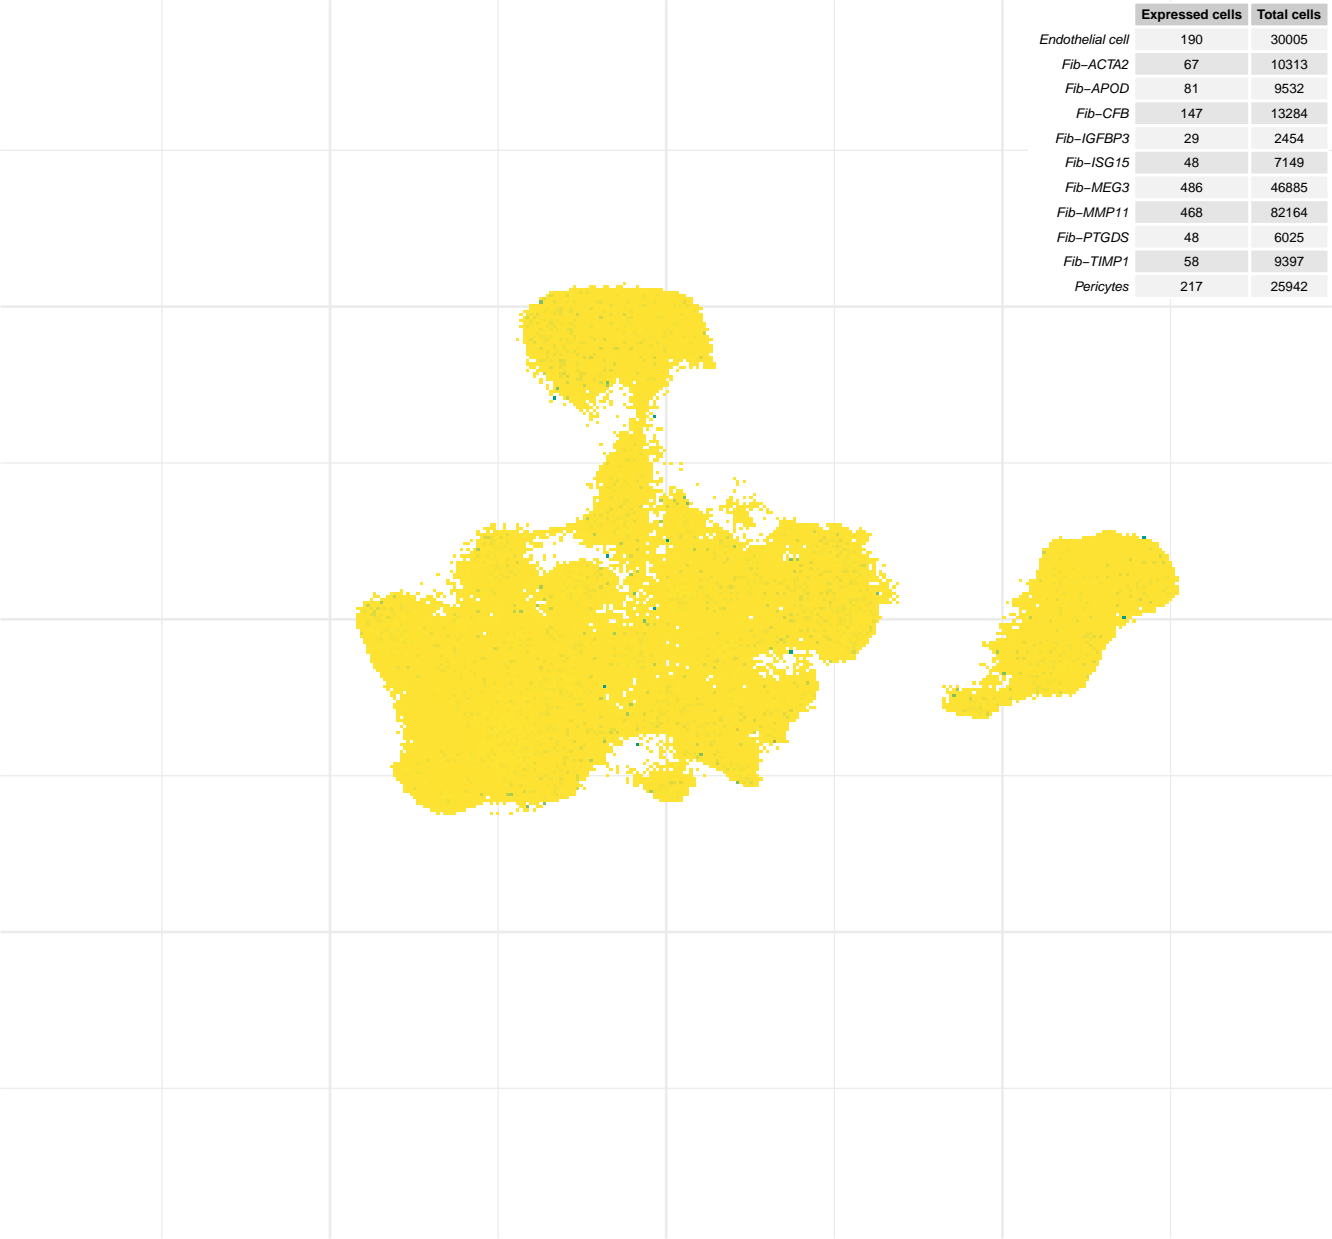 Expressed cells Total cells
Endothelial cell 190 30005
Fib−ACTA2 67 10313
Fib−APOD 81 9532
Fib−CFB 147 13284
Fib−IGFBP3 29 2454
Fib−ISG15 48 7149
Fib−MEG3 486 46885
Fib−MMP11 468 82164
Fib−PTGDS 48 6025
Fib−TIMP1 58 9397
Pericytes 217 25942